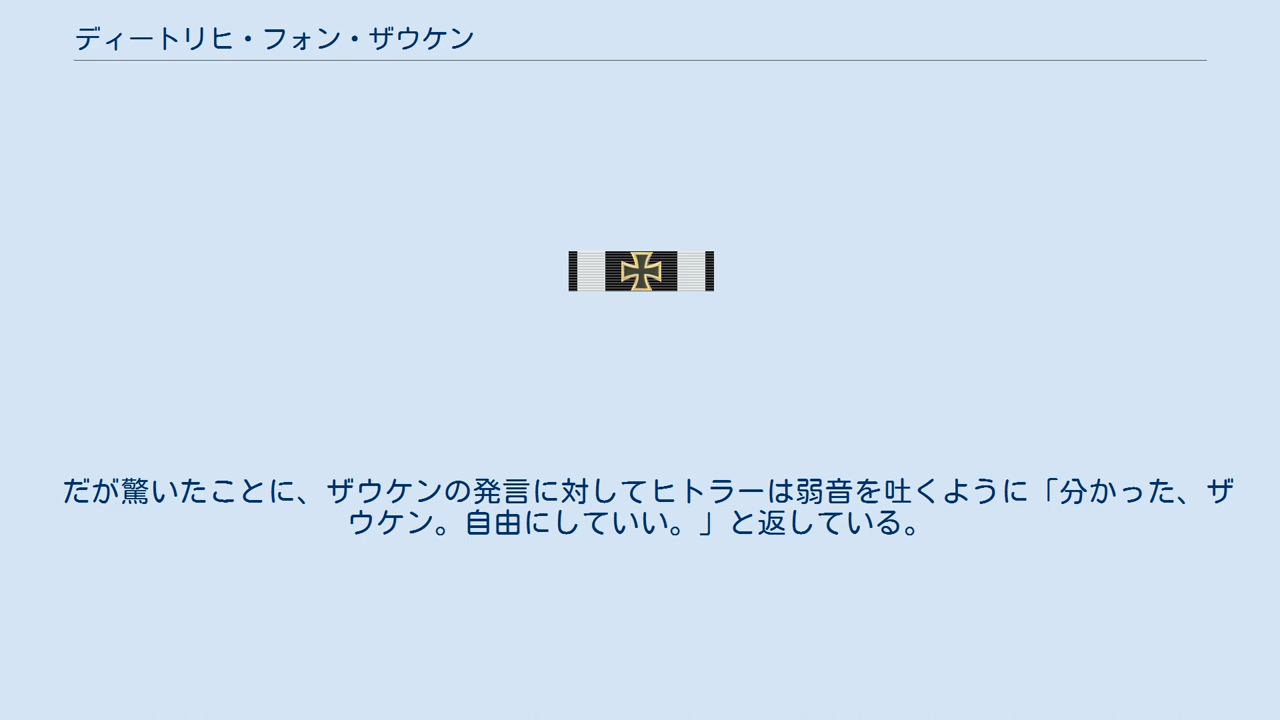 ディートリヒ・フォン・ザウケン
だが驚いたことに、ザウケンの発言に対してヒトラーは弱音を吐くように「分かった、ザ
ウケン。自由にしていい。」と返している。